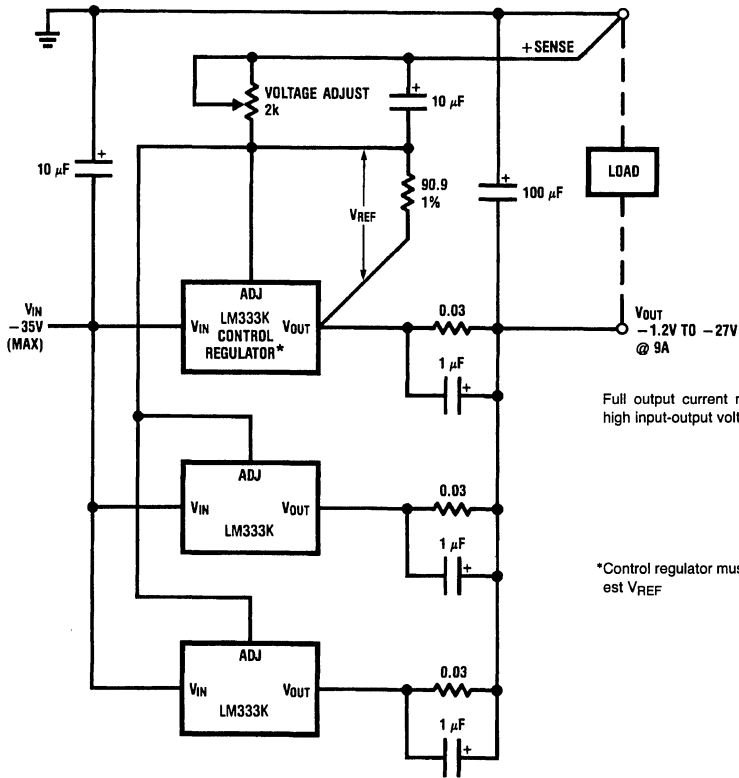 +SENSE
VOLTAGE ADJUST
2k
+
10 μF
+
10 μF
90.9
1%
VREF
+
100 μF
LOAD
VIN
−35V
(MAX)
ADJ
VIN
LM333K
CONTROL
REGULATOR*
VOUT
0.03
1 μF
+
VOUT
−1.2V TO −27V
@ 9A
Full output current
high input-output
ADJ
VIN
LM333K
VOUT
0.03
1 μF
+
*Control regulator
est VREF
ADJ
VIN
LM333K
VOUT
0.03
1 μF
+